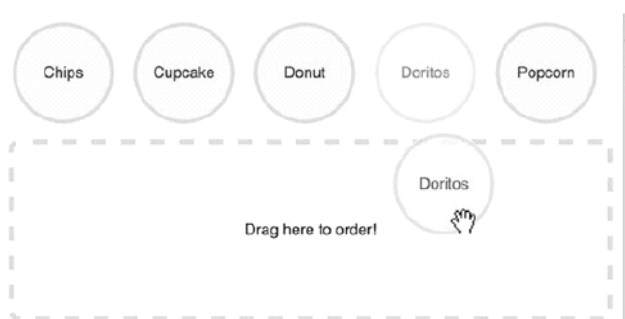 Chips
Cupcake
Donut
Doritos
Popcorn
Doritos
Drag here to order!